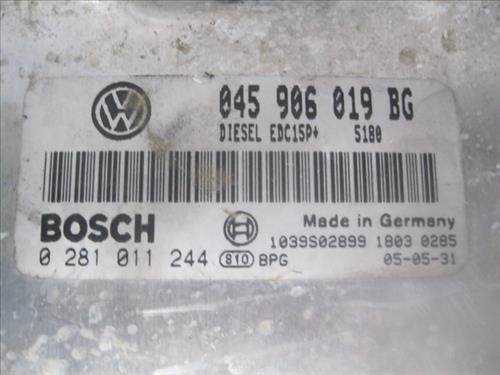 045 906 019 BG
DIESEL EDC15P+ 5180
BOSCH
Made in Germany
1039S02899 1803 0285
0 281 011 244 810 BPG 05-05-31